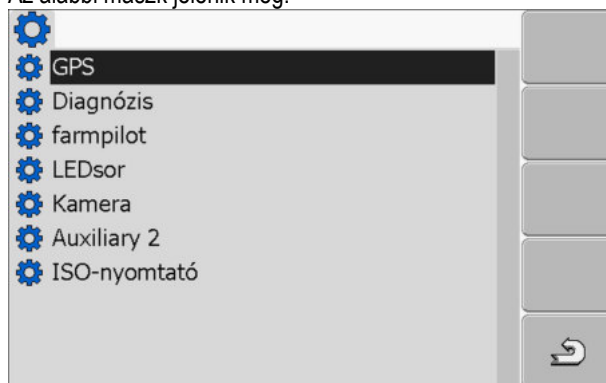 Az alábbi maszk jelenik meg:
GPS
Diagnózis
farmpilot
LEDsor
Kamera
Auxiliary 2
ISO-nyomtató